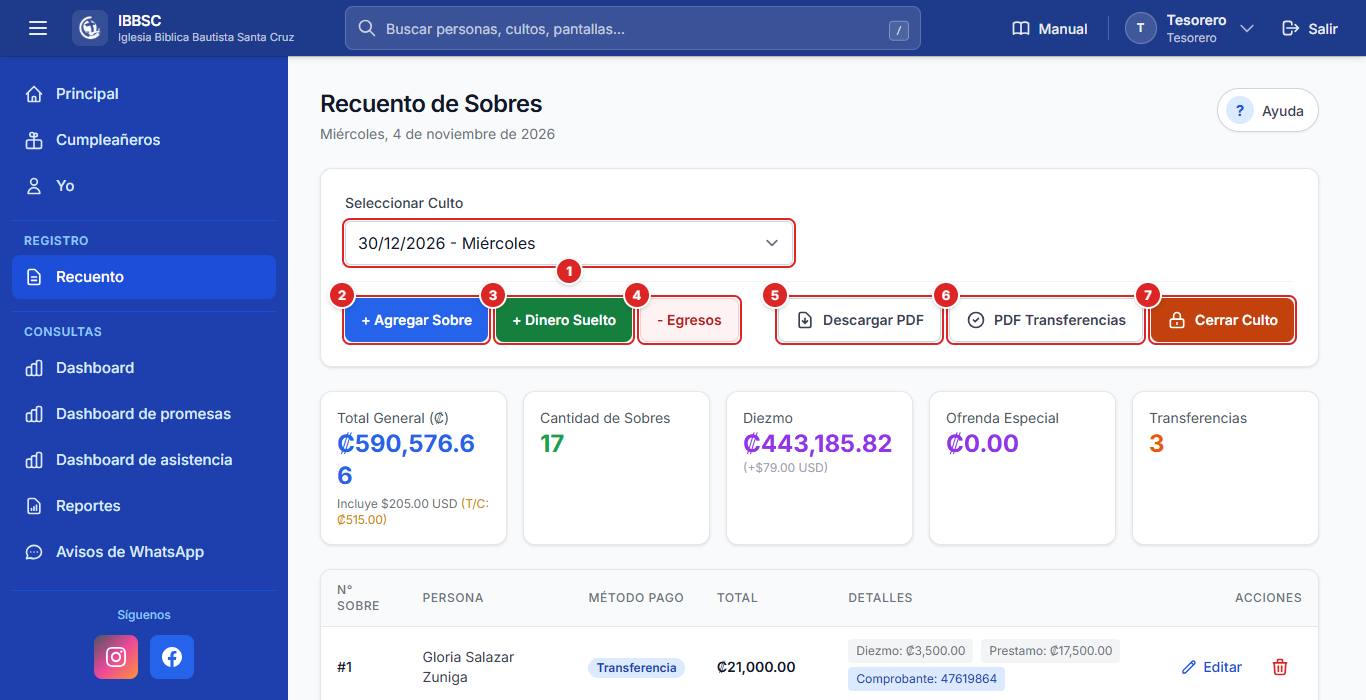 IBBSC
Iglesia Biblica Bautista Santa Cruz
Buscar personas, cultos, pantallas...
/
Manual
T
Tesorero
Tesorero
Salir
Principal
Cumpleañeros
Yo
REGISTRO
Recuento
CONSULTAS
Dashboard
Dashboard de promesas
Dashboard de asistencia
Reportes
Avisos de WhatsApp
Síguenos
Recuento de Sobres
Miércoles, 4 de noviembre de 2026
? Ayuda
Seleccionar Culto
30/12/2026 - Miércoles
1
2 3 4 5 6 7
+ Agregar Sobre
+ Dinero Suelto
- Egresos
Descargar PDF
PDF Transferencias
Cerrar Culto
Total General (₡)
₡590,576.6
6
Incluye $205.00 USD (T/C:
₡515.00)
Cantidad de Sobres
17
Diezmo
₡443,185.82
(+$79.00 USD)
Ofrenda Especial
₡0.00
Transferencias
3
N°
SOBRE
PERSONA
MÉTODO PAGO
TOTAL
DETALLES
ACCIONES
#1
Gloria Salazar
Zuniga
Transferencia
₡21,000.00
Diezmo: ₡3,500.00
Prestamo: ₡17,500.00
Comprobante: 47619864
Editar